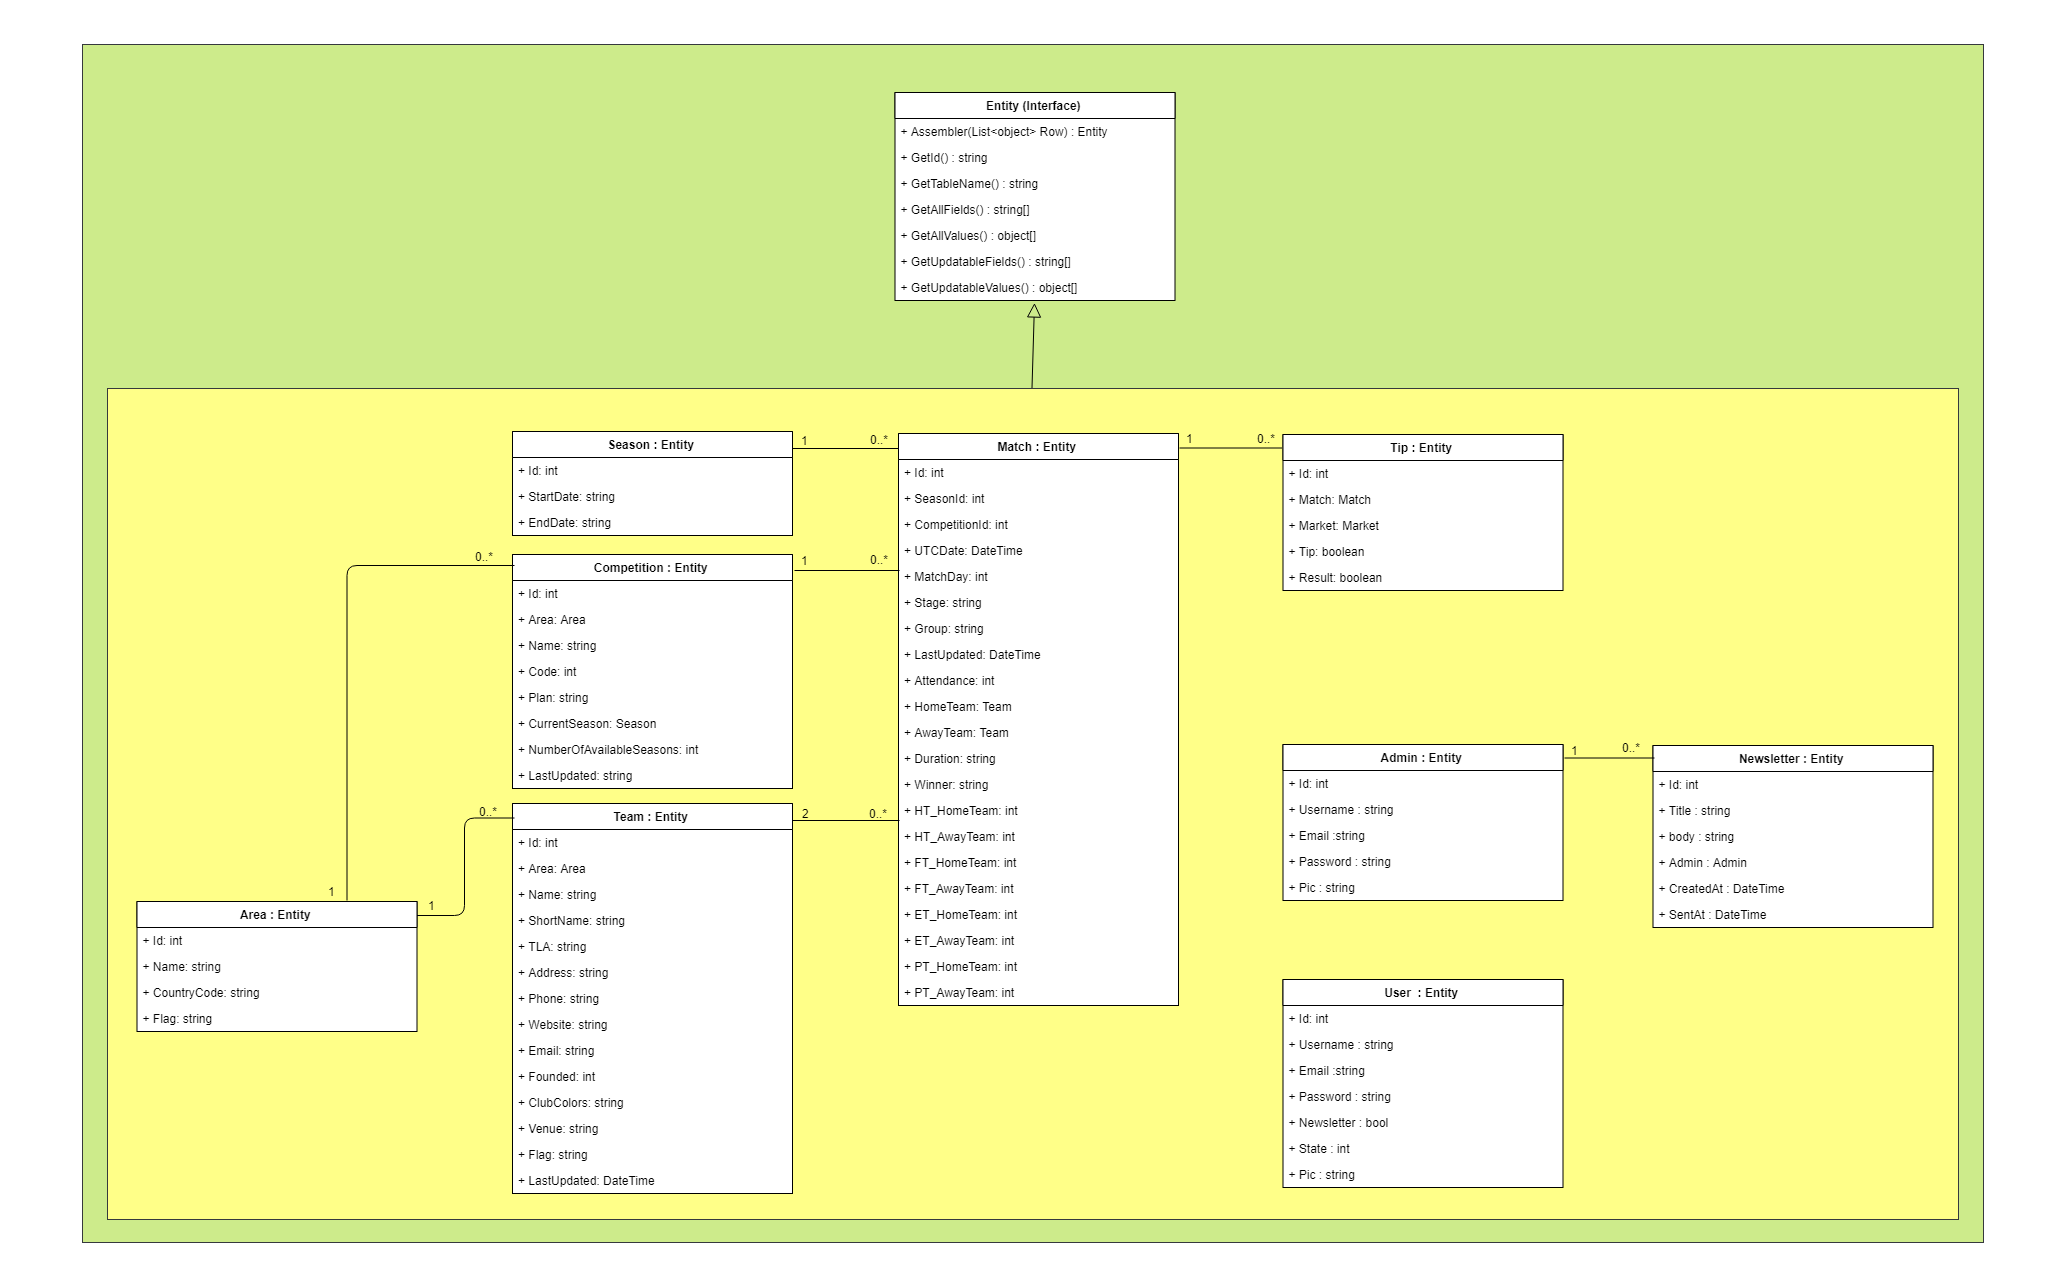 Entity (Interface)
+ Assembler(List<object> Row) : Entity
+ GetId() : string
+ GetTableName() : string
+ GetAllFields() : string[]
+ GetAllValues() : object[]
+ GetUpdatableFields() : string[]
+ GetUpdatableValues() : object[]
Season : Entity
+ Id: int
+ StartDate: string
+ EndDate: string
1
0..*
Competition : Entity
+ Id: int
+ Area: Area
+ Name: string
+ Code: int
+ Plan: string
+ CurrentSeason: Season
+ NumberOfAvailableSeasons: int
+ LastUpdated: string
0..*
1
1
0..*
Team : Entity
+ Id: int
+ Area: Area
+ Name: string
+ ShortName: string
+ TLA: string
+ Address: string
+ Phone: string
+ Website: string
+ Email: string
+ Founded: int
+ ClubColors: string
+ Venue: string
+ Flag: string
+ LastUpdated: DateTime
0..*
1
2
0..*
Area : Entity
+ Id: int
+ Name: string
+ CountryCode: string
+ Flag: string
Match : Entity
+ Id: int
+ SeasonId: int
+ CompetitionId: int
+ UTCDate: DateTime
+ MatchDay: int
+ Stage: string
+ Group: string
+ LastUpdated: DateTime
+ Attendance: int
+ HomeTeam: Team
+ AwayTeam: Team
+ Duration: string
+ Winner: string
+ HT_HomeTeam: int
+ HT_AwayTeam: int
+ FT_HomeTeam: int
+ FT_AwayTeam: int
+ ET_HomeTeam: int
+ ET_AwayTeam: int
+ PT_HomeTeam: int
+ PT_AwayTeam: int
1
0..*
Tip : Entity
+ Id: int
+ Match: Match
+ Market: Market
+ Tip: boolean
+ Result: boolean
Admin : Entity
+ Id: int
+ Username : string
+ Email :string
+ Password : string
+ Pic : string
1
0..*
Newsletter : Entity
+ Id: int
+ Title : string
+ body : string
+ Admin : Admin
+ CreatedAt : DateTime
+ SentAt : DateTime
User : Entity
+ Id: int
+ Username : string
+ Email :string
+ Password : string
+ Newsletter : bool
+ State : int
+ Pic : string